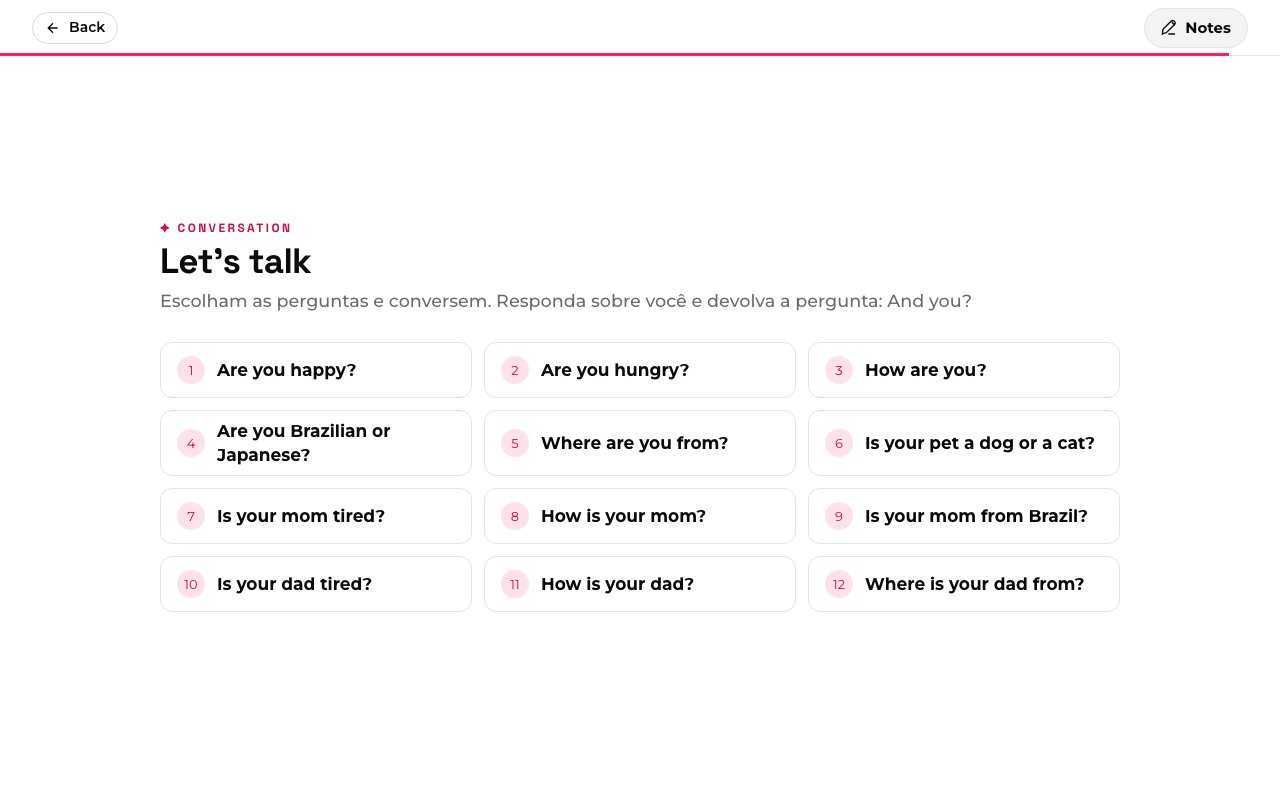 Back
Notes
CONVERSATION
Let's talk
Escolham as perguntas e conversem. Responda sobre você e devolva a pergunta: And you?
1 Are you happy?
2 Are you hungry?
3 How are you?
4 Are you Brazilian or
Japanese?
5 Where are you from?
6 Is your pet a dog or a cat?
7 Is your mom tired?
8 How is your mom?
9 Is your mom from Brazil?
10 Is your dad tired?
11 How is your dad?
12 Where is your dad from?